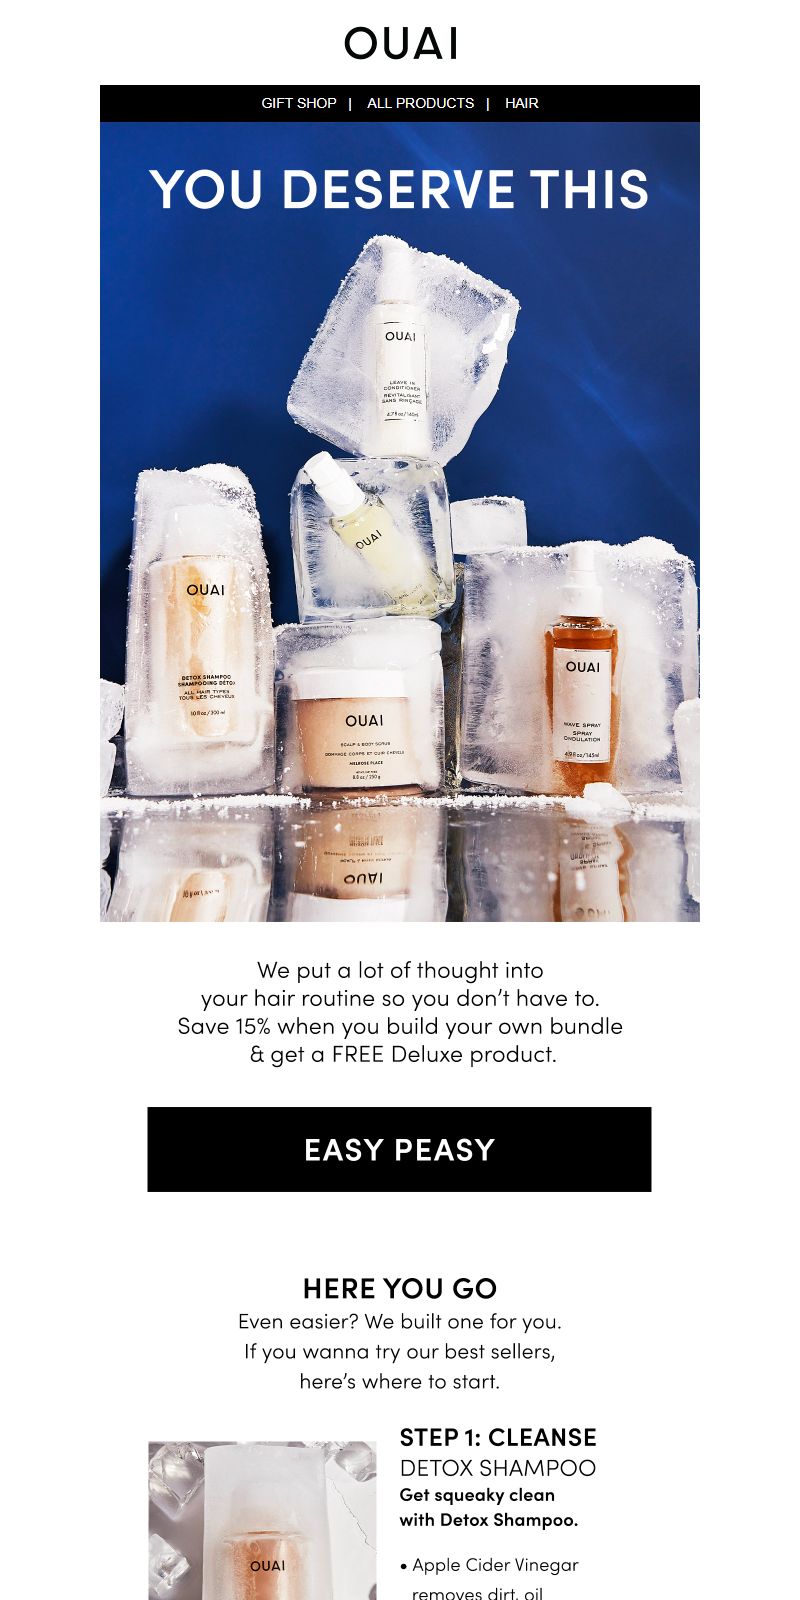 OUAI
GIFT SHOP | ALL PRODUCTS | HAIR
YOU DESERVE THIS
OUAI
LEAVE IN
CONDITIONER
REVITALISANT
SANS RINÇAGE
4.7 fl oz/140ml
OUAI
OUAI
DETOX SHAMPOO
SHAMPOOING DÉTOX
ALL HAIR TYPES
TOUS LES CHEVEUX
10 fl oz/300 ml
OUAI
SCALP & BODY SCRUB
GOMMAGE CORPS ET CUIR CHEVELU
MELROSE PLACE
8.8 oz / 250 g
OUAI
WAVE SPRAY
SPRAY
ONDULATION
4.9 fl oz/145ml
We put a lot of thought into
your hair routine so you don’t have to.
Save 15% when you build your own bundle
& get a FREE Deluxe product.
EASY PEASY
HERE YOU GO
Even easier? We built one for you.
If you wanna try our best sellers,
here’s where to start.
STEP 1: CLEANSE
DETOX SHAMPOO
Get squeaky clean
with Detox Shampoo.
• Apple Cider Vinegar
removes dirt, oil
OUAI